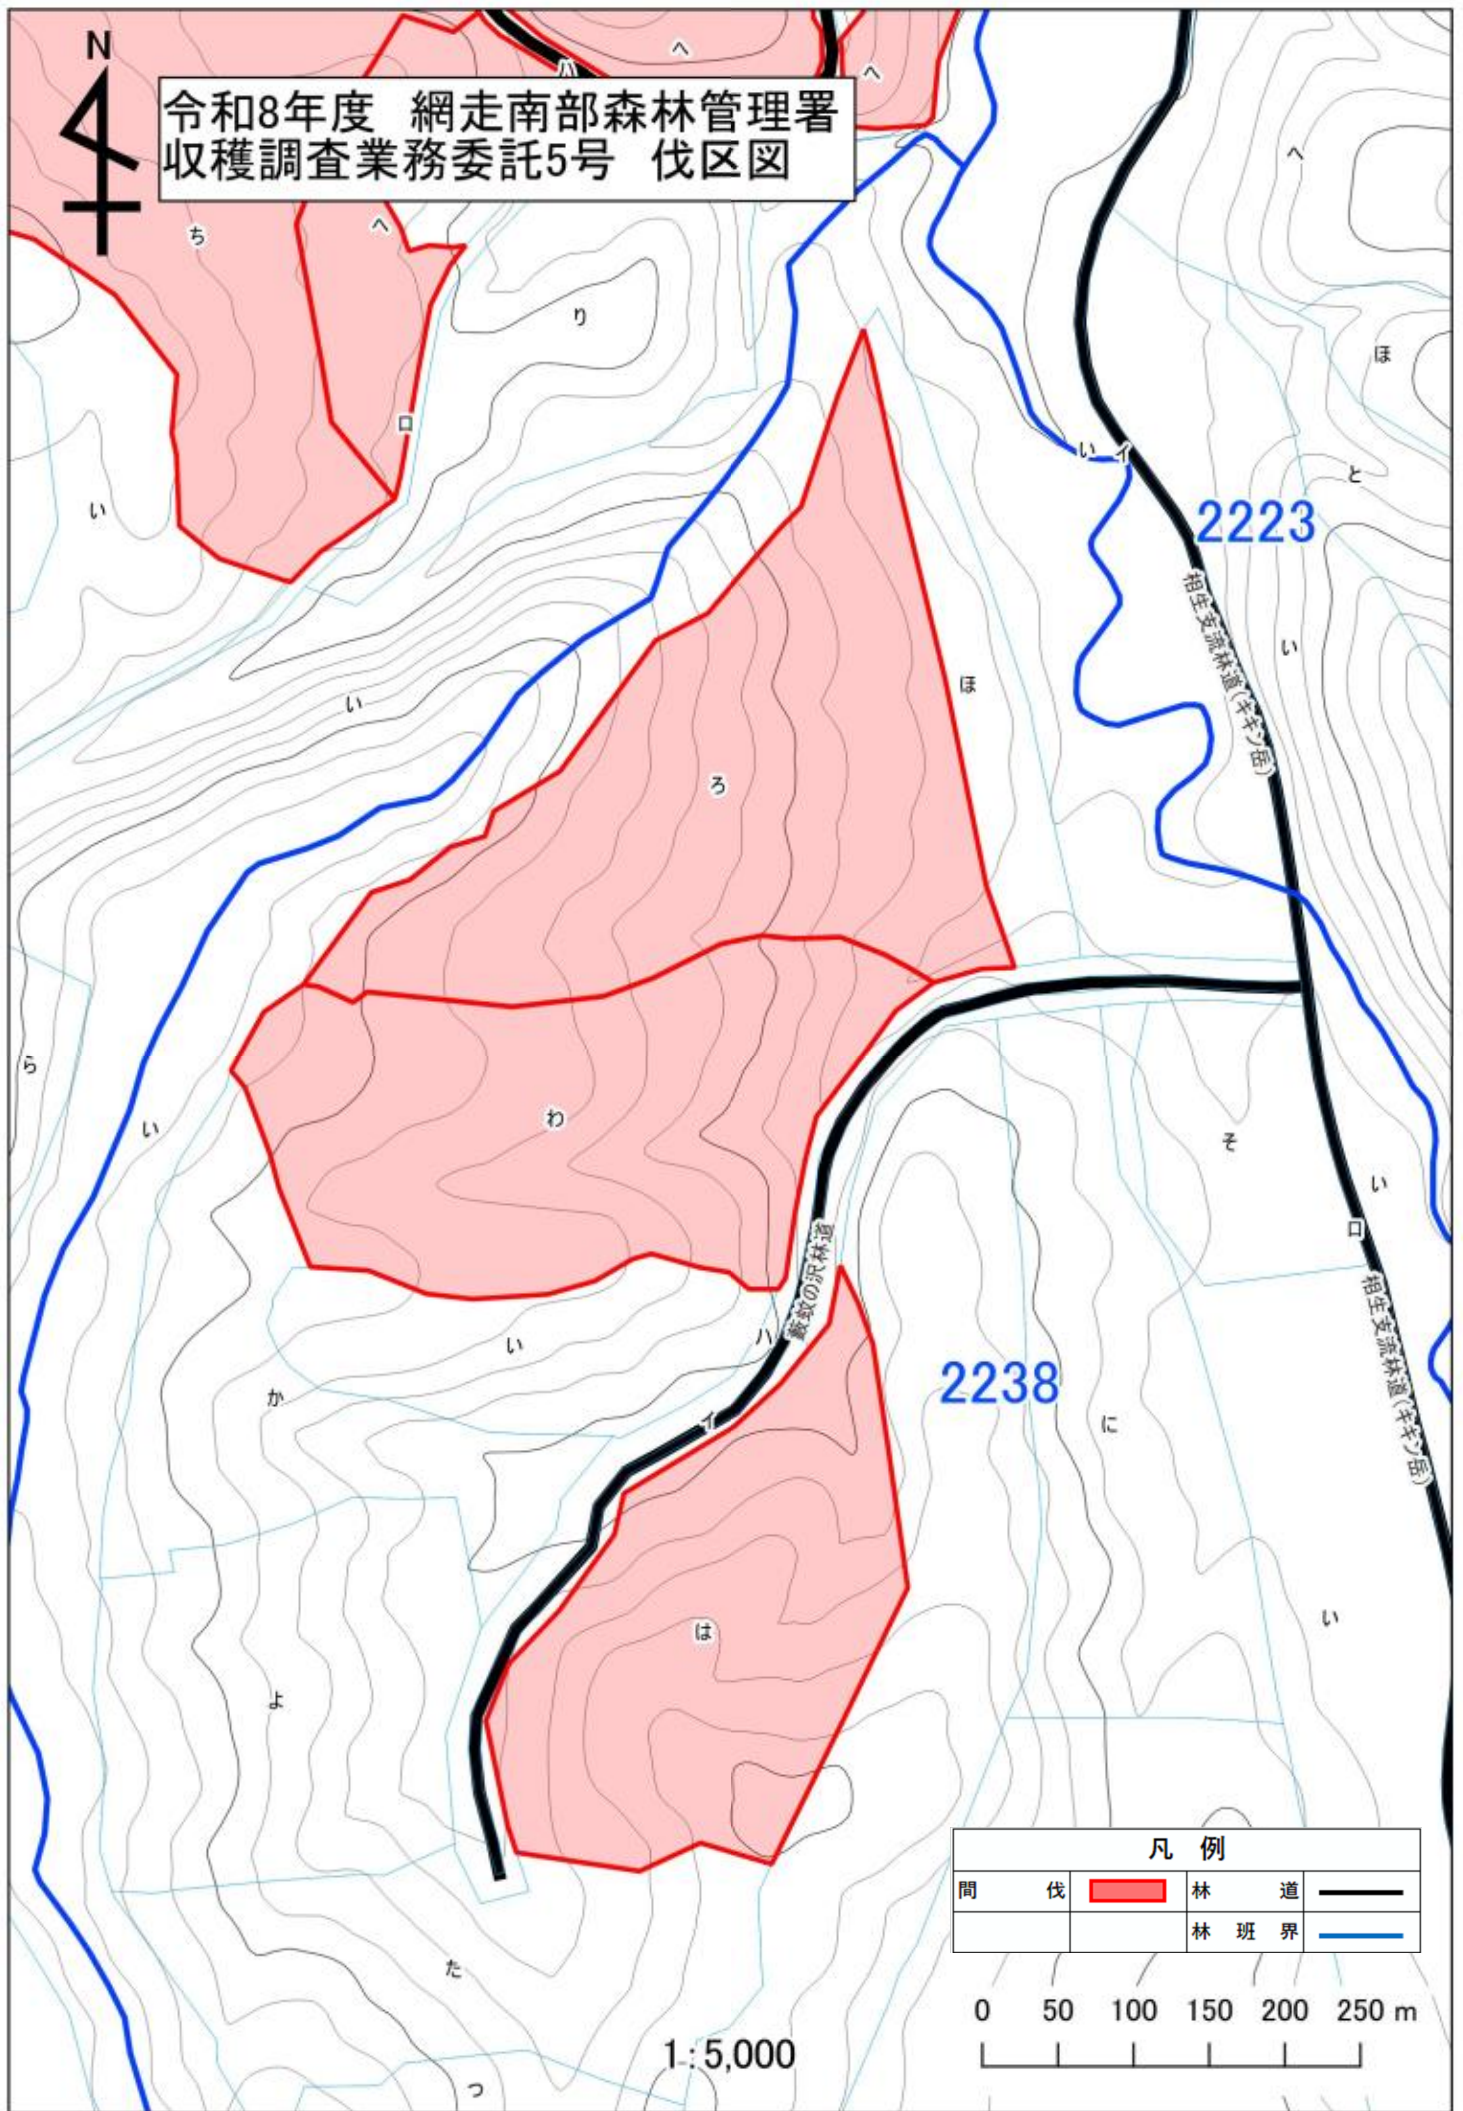 N
令和8年度 網走南部森林管理署
収穫調査業務委託5号 伐区図
ハ
へ
へ
へ
ち
へ
り
ほ
ロ
い
イ
と
い
2223
相生支流林道(キキン岳)
い
ほ
い
ろ
ら
わ
い
そ
い
ロ
藪蚊の沢林道
ハ
い
相生支流林道(キキン岳)
2238
か
イ
に
は
い
よ
凡 例
間 伐
林 道
林 班 界
た
0 50 100 150 200 250 m
1:5,000
つ